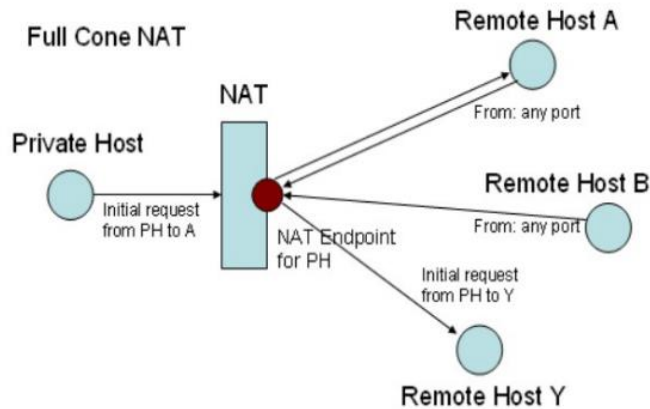 Full Cone NAT
Remote Host A
NAT
From: any port
Private Host
Initial request
from PH to A
Remote Host B
From: any port
NAT Endpoint
for PH
Initial request
from PH to Y
Remote Host Y